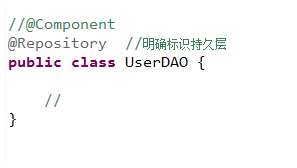 //@Component
@Repository  //明确标识持久层
public class UserDAO {
//
}